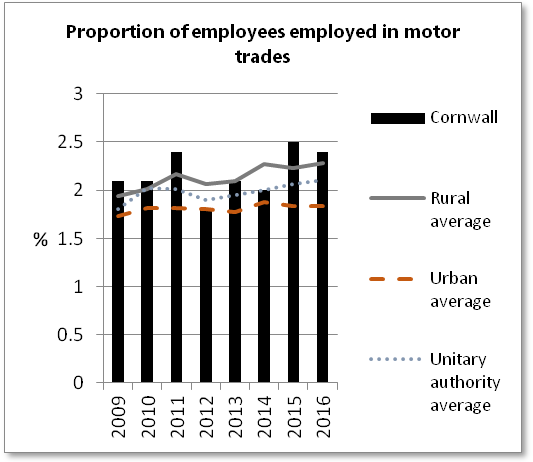 Proportion of employees employed in motor
trades
3
2.5
2
1.5
1
0.5
0
%
2009
2010
2011
2012
2013
2014
2015
2016
Cornwall
Rural
average
Urban
average
Unitary
authority
average